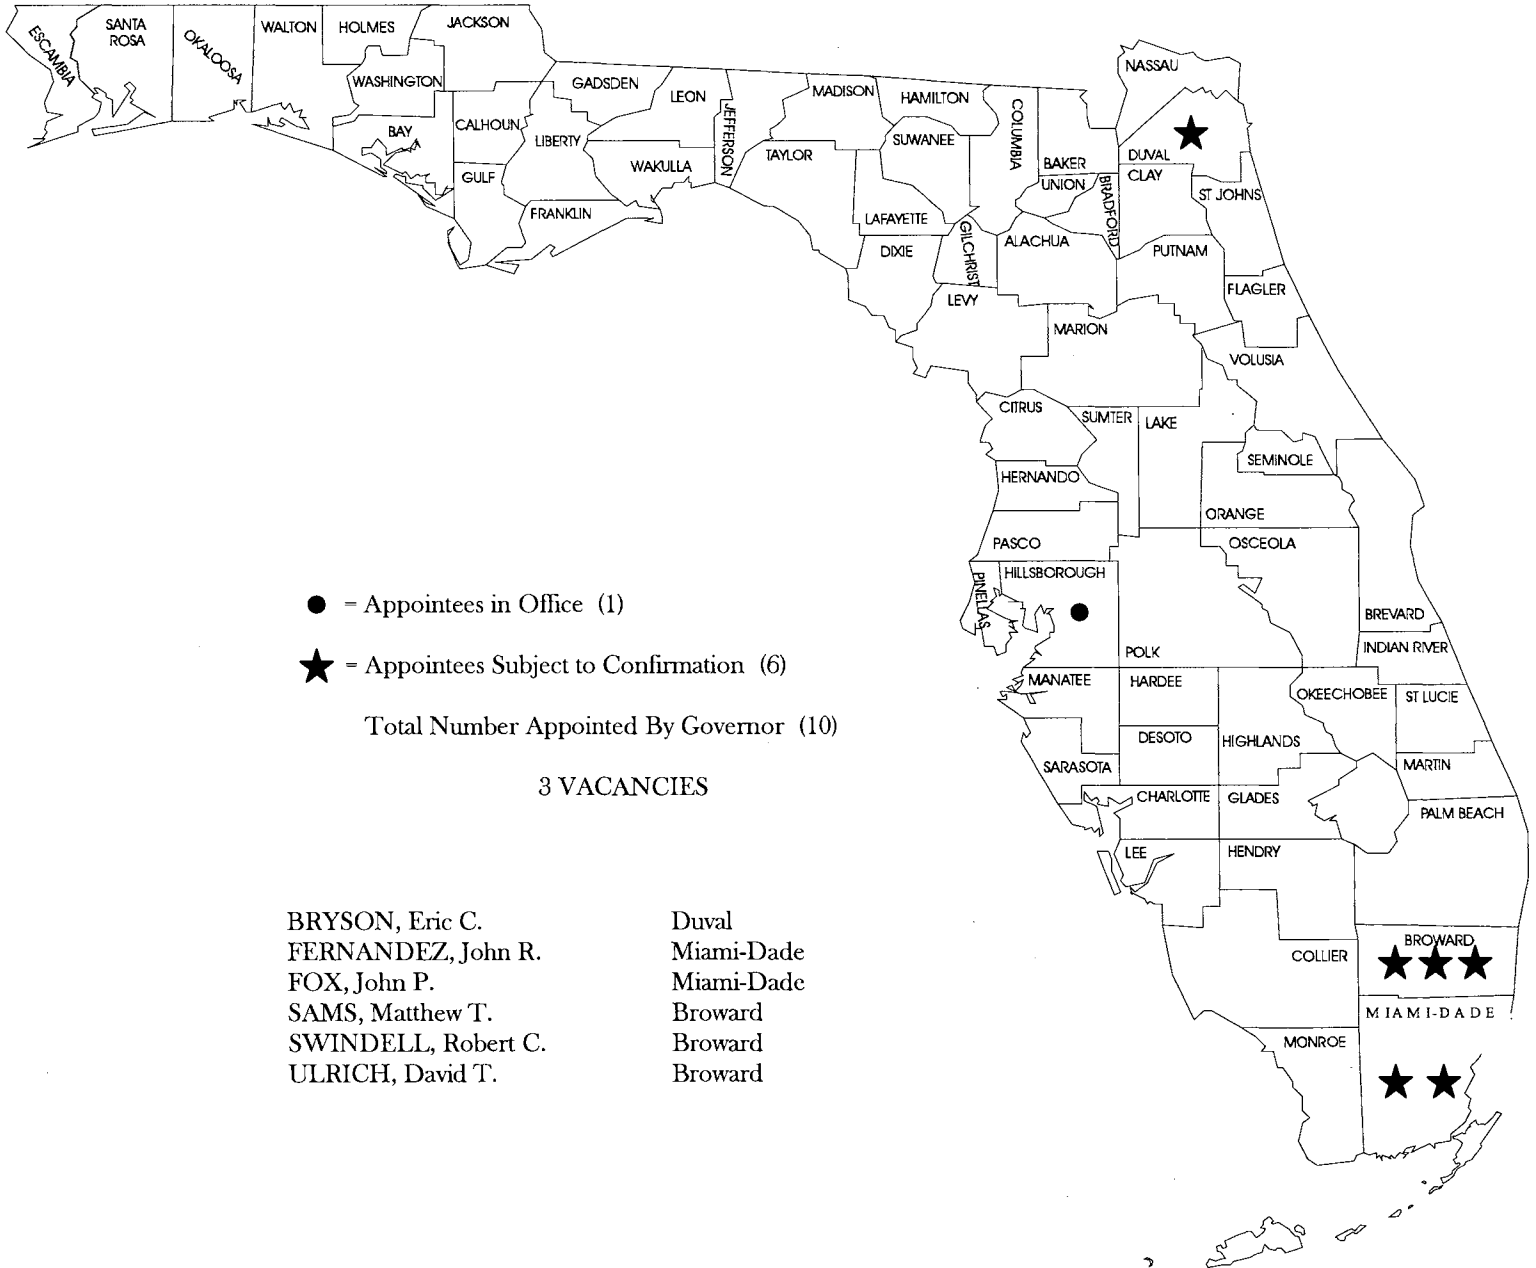 ESCAMBIA
SANTA
ROSA
OKALOOSA
WALTON
HOLMES
JACKSON
WASHINGTON
BAY
CALHOUN
GULF
LIBERTY
GADSDEN
FRANKLIN
LEON
WAKULLA
JEFFERSON
TAYLOR
MADISON
HAMILTON
SUWANEE
LAFAYETTE
DIXIE
GILCHRIST
COLUMBIA
BAKER
UNION
BRADFORD
ALACHUA
NASSAU
DUVAL
CLAY
ST JOHNS
PUTNAM
FLAGLER
LEVY
MARION
VOLUSIA
CITRUS
SUMTER
LAKE
SEMINOLE
HERNANDO
ORANGE
PASCO
OSCEOLA
PINELLAS
HILLSBOROUGH
POLK
BREVARD
INDIAN RIVER
MANATEE
HARDEE
OKEECHOBEE
ST LUCIE
SARASOTA
DESOTO
HIGHLANDS
MARTIN
CHARLOTTE
GLADES
PALM BEACH
LEE
HENDRY
COLLIER
BROWARD
MIAMI-DADE
MONROE
= Appointees in Office (1)
= Appointees Subject to Confirmation (6)
Total Number Appointed By Governor (10)
3 VACANCIES
BRYSON, Eric C. Duval
FERNANDEZ, John R. Miami-Dade
FOX, John P. Miami-Dade
SAMS, Matthew T. Broward
SWINDELL, Robert C. Broward
ULRICH, David T. Broward